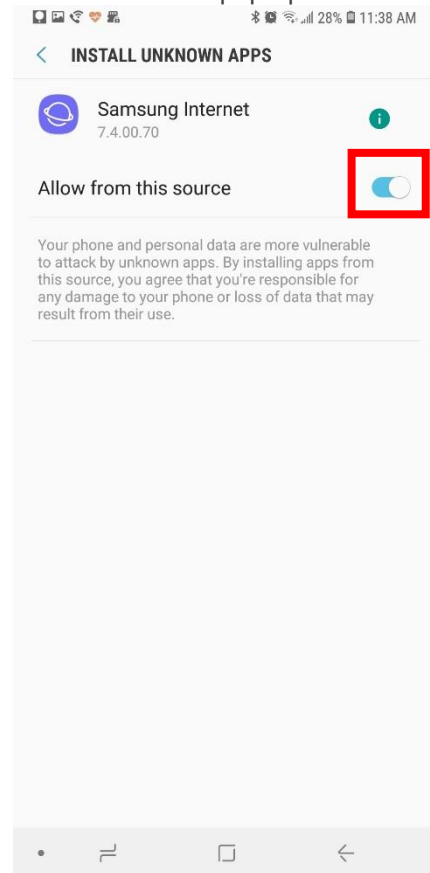 28% 11:38 AM
INSTALL UNKNOWN APPS
Samsung Internet
7.4.00.70
Allow from this source
Your phone and personal data are more vulnerable
to attack by unknown apps. By installing apps from
this source, you agree that you're responsible for
any damage to your phone or loss of data that may
result from their use.